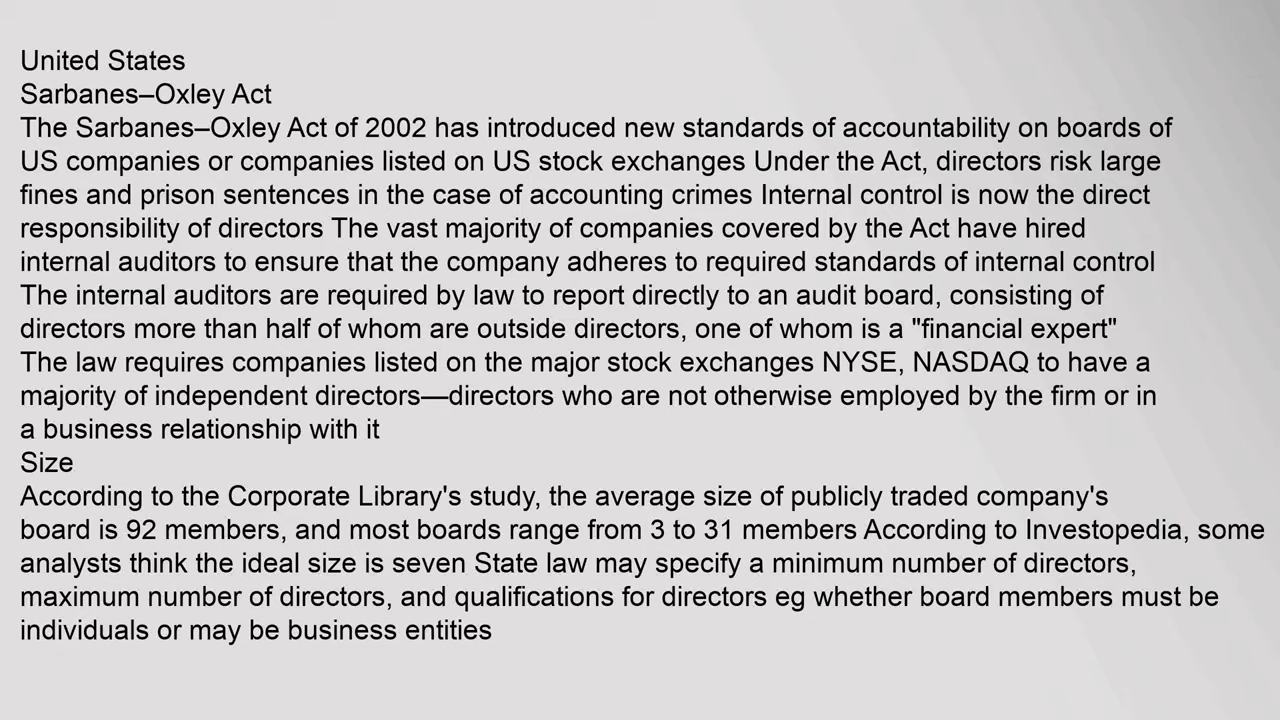 United States
Sarbanes–Oxley Act
The Sarbanes–Oxley Act of 2002 has introduced new standards of accountability on boards of
US companies or companies listed on US stock exchanges Under the Act, directors risk large
fines and prison sentences in the case of accounting crimes Internal control is now the direct
responsibility of directors The vast majority of companies covered by the Act have hired
internal auditors to ensure that the company adheres to required standards of internal control
The internal auditors are required by law to report directly to an audit board, consisting of
directors more than half of whom are outside directors, one of whom is a "financial expert"
The law requires companies listed on the major stock exchanges NYSE, NASDAQ to have a
majority of independent directors—directors who are not otherwise employed by the firm or in
a business relationship with it
Size
According to the Corporate Library's study, the average size of publicly traded company's
board is 92 members, and most boards range from 3 to 31 members According to Investopedia, some
analysts think the ideal size is seven State law may specify a minimum number of directors,
maximum number of directors, and qualifications for directors eg whether board members must be
individuals or may be business entities